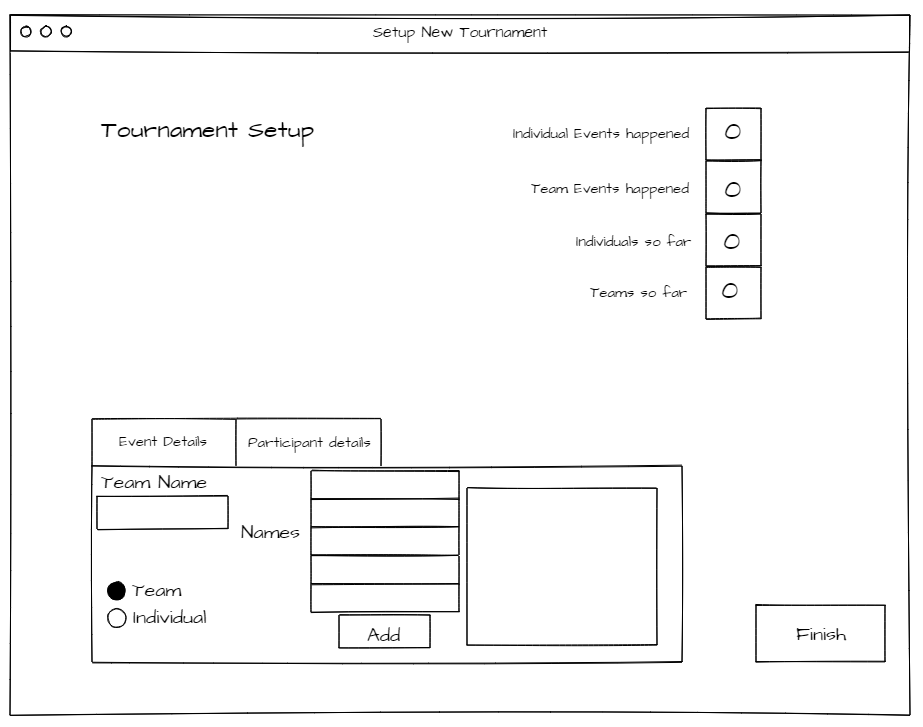 Setup New Tournament
Tournament Setup
Individual Events happened 0
Team Events happened 0
Individuals so far 0
Teams so far 0
Event Details
Participant details
Team Name
Names
Team
Individual
Add
Finish